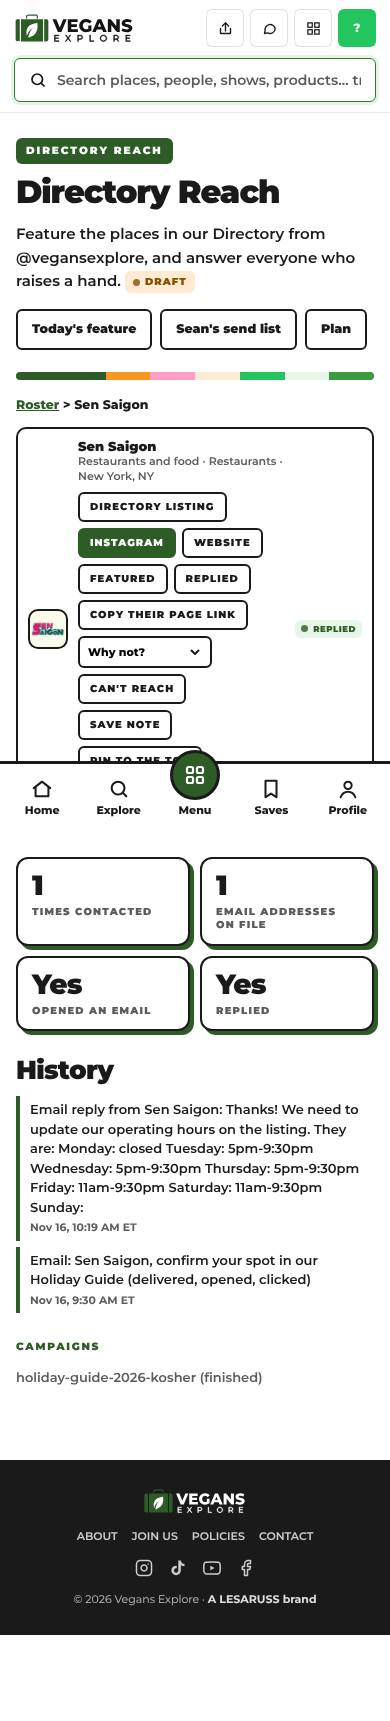 VEGANS
EXPLORE
?
Search places, people, shows, products...
DIRECTORY REACH
Directory Reach
Feature the places in our Directory from
@vegansexplore, and answer everyone who
raises a hand. DRAFT
Today's feature
Sean's send list
Plan
Roster > Sen Saigon
Sen Saigon
Restaurants and food · Restaurants ·
New York, NY
DIRECTORY LISTING
INSTAGRAM
WEBSITE
FEATURED
REPLIED
COPY THEIR PAGE LINK
SEN
SAIGON
REPLIED
Why not?
CAN'T REACH
SAVE NOTE
PIN TO THE TO
Home
Explore
Menu
Saves
Profile
1
TIMES CONTACTED
1
EMAIL ADDRESSES
ON FILE
Yes
OPENED AN EMAIL
Yes
REPLIED
History
Email reply from Sen Saigon: Thanks! We need to
update our operating hours on the listing. They
are: Monday: closed Tuesday: 5pm-9:30pm
Wednesday: 5pm-9:30pm Thursday: 5pm-9:30pm
Friday: 11am-9:30pm Saturday: 11am-9:30pm
Sunday:
Nov 16, 10:19 AM ET
Email: Sen Saigon, confirm your spot in our
Holiday Guide (delivered, opened, clicked)
Nov 16, 9:30 AM ET
CAMPAIGNS
holiday-guide-2026-kosher (finished)
VEGANS
EXPLORE
ABOUT
JOIN US
POLICIES
CONTACT
© 2026 Vegans Explore · A LESARUSS brand